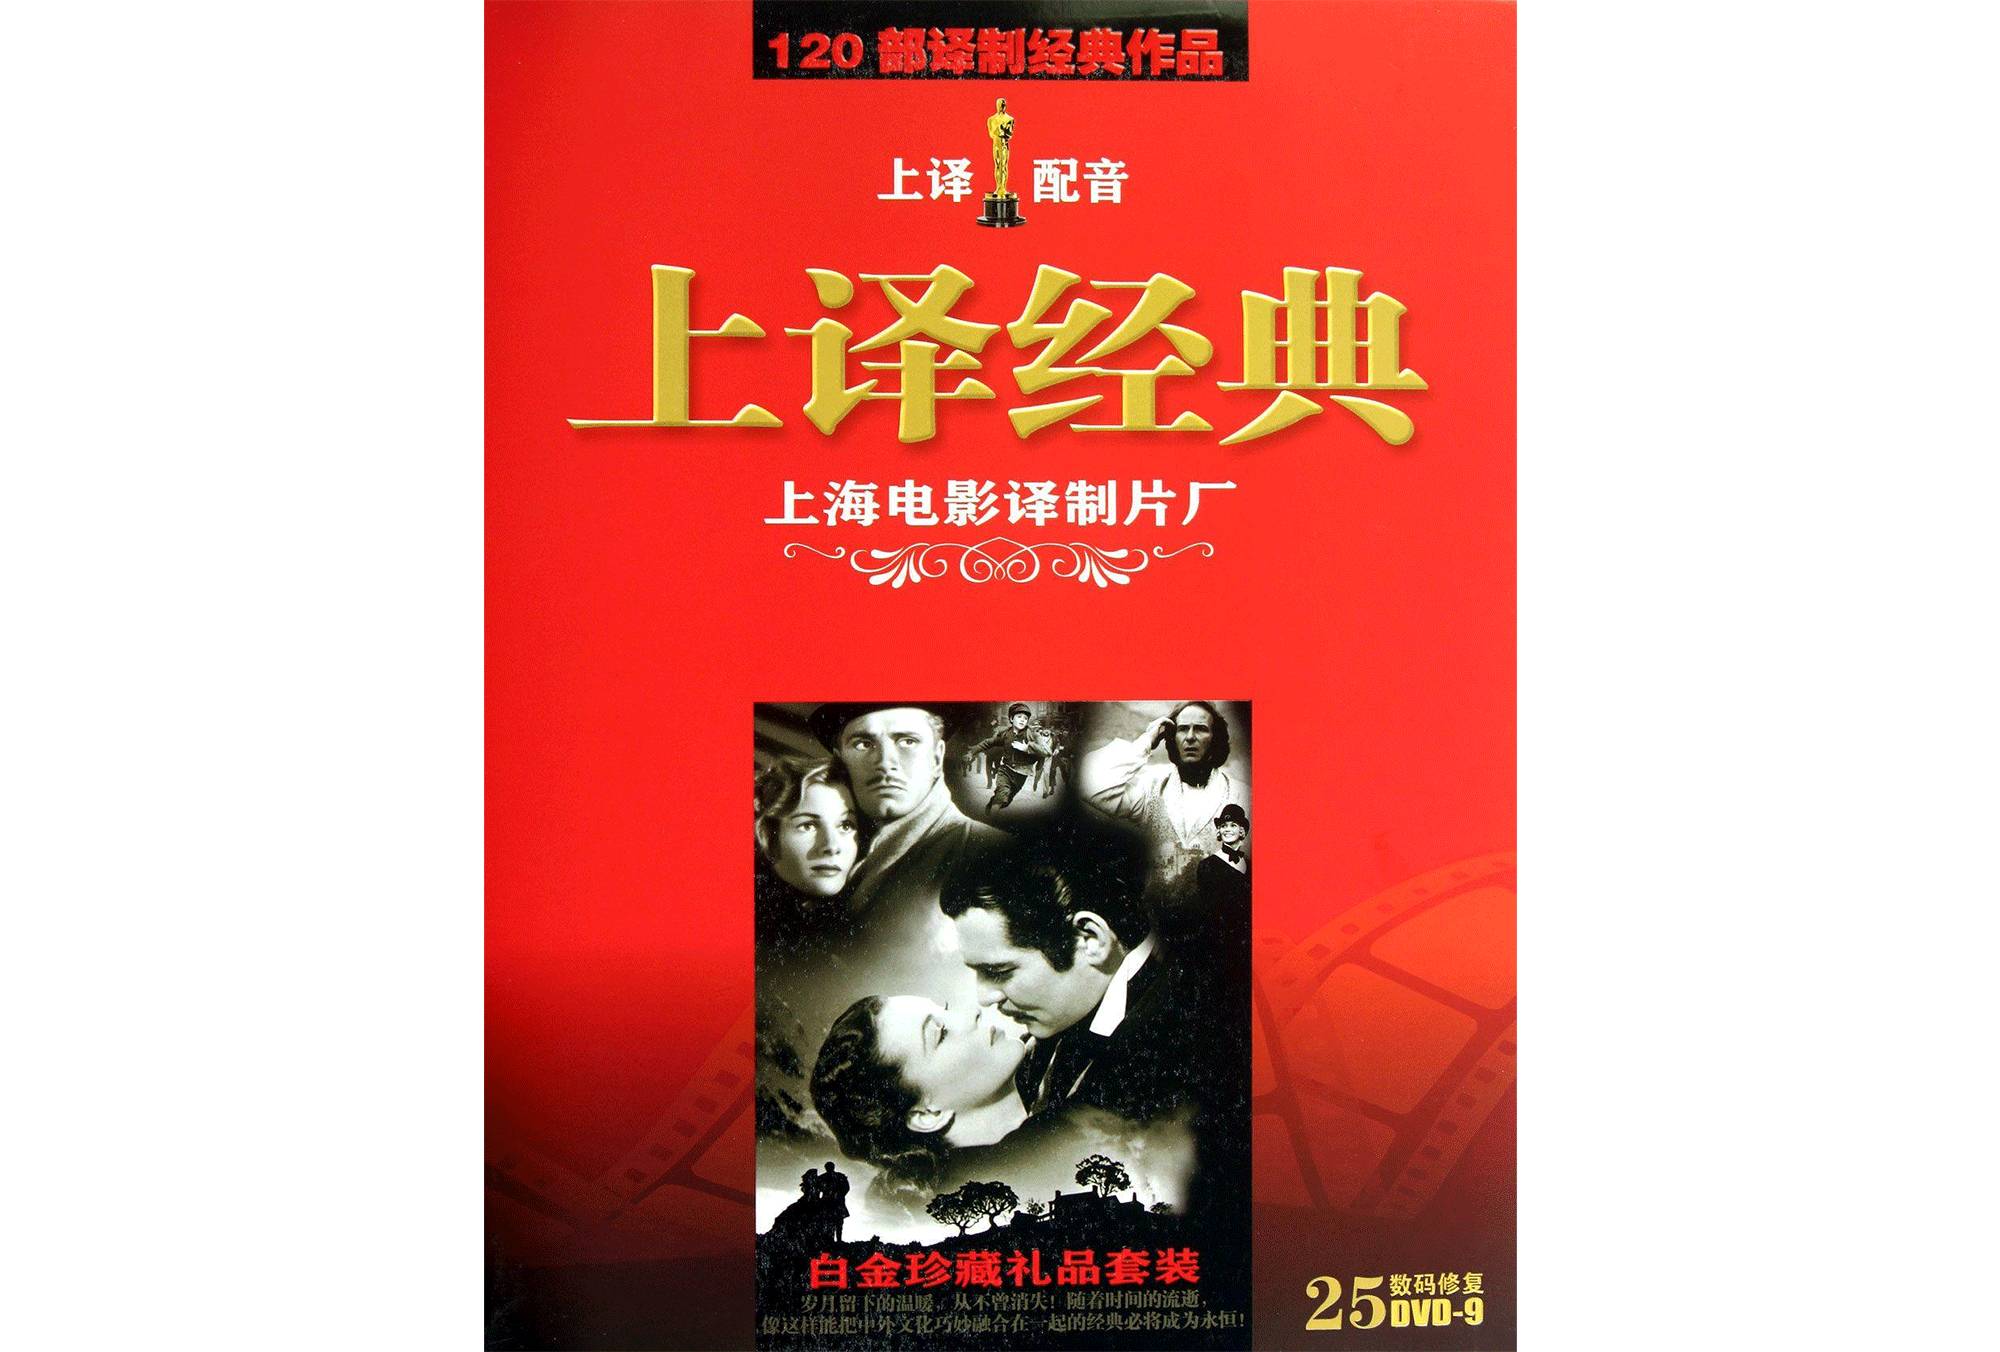 120 部译制经典作品
上译 配音
上译经典
上海电影译制片厂
白金珍藏礼品套装
岁月留下的温暖，从不曾消失！随着时间的流逝，
像这样能把中外文化巧妙融合在一起的经典必将成为永恒！
25 数码修复
DVD-9